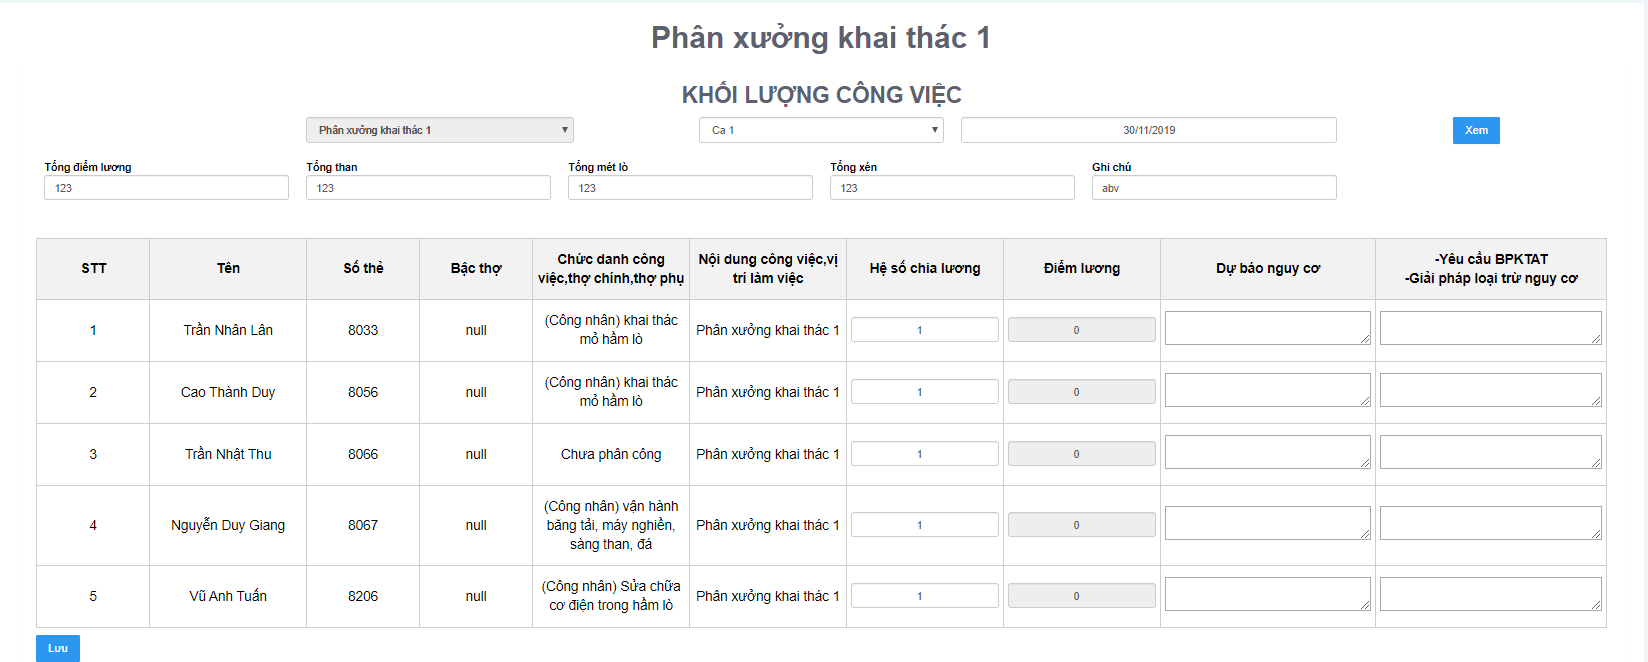 Phân xưởng khai thác 1
KHỐI LƯỢNG CÔNG VIỆC
Phân xưởng khai thác 1 Ca 1 30/11/2019 Xem
Tổng điểm lương Tổng than Tổng mét lò Tổng xén Ghi chú
123 123 123 123 abv
STT Tên Số thẻ Bậc thợ Chức danh công việc,thợ chính,thợ phụ Nội dung công việc,vị trí làm việc Hệ số chia lương Điểm lương Dự báo nguy cơ -Yêu cầu BPKTAT -Giải pháp loại trừ nguy cơ
1 Trần Nhân Lân 8033 null (Công nhân) khai thác mỏ hầm lò Phân xưởng khai thác 1 1 0
2 Cao Thành Duy 8056 null (Công nhân) khai thác mỏ hầm lò Phân xưởng khai thác 1 1 0
3 Trần Nhật Thu 8066 null Chưa phân công Phân xưởng khai thác 1 1 0
4 Nguyễn Duy Giang 8067 null (Công nhân) vận hành băng tải, máy nghiền, sàng than, đá Phân xưởng khai thác 1 1 0
5 Vũ Anh Tuấn 8206 null (Công nhân) Sửa chữa cơ điện trong hầm lò Phân xưởng khai thác 1 1 0
Lưu